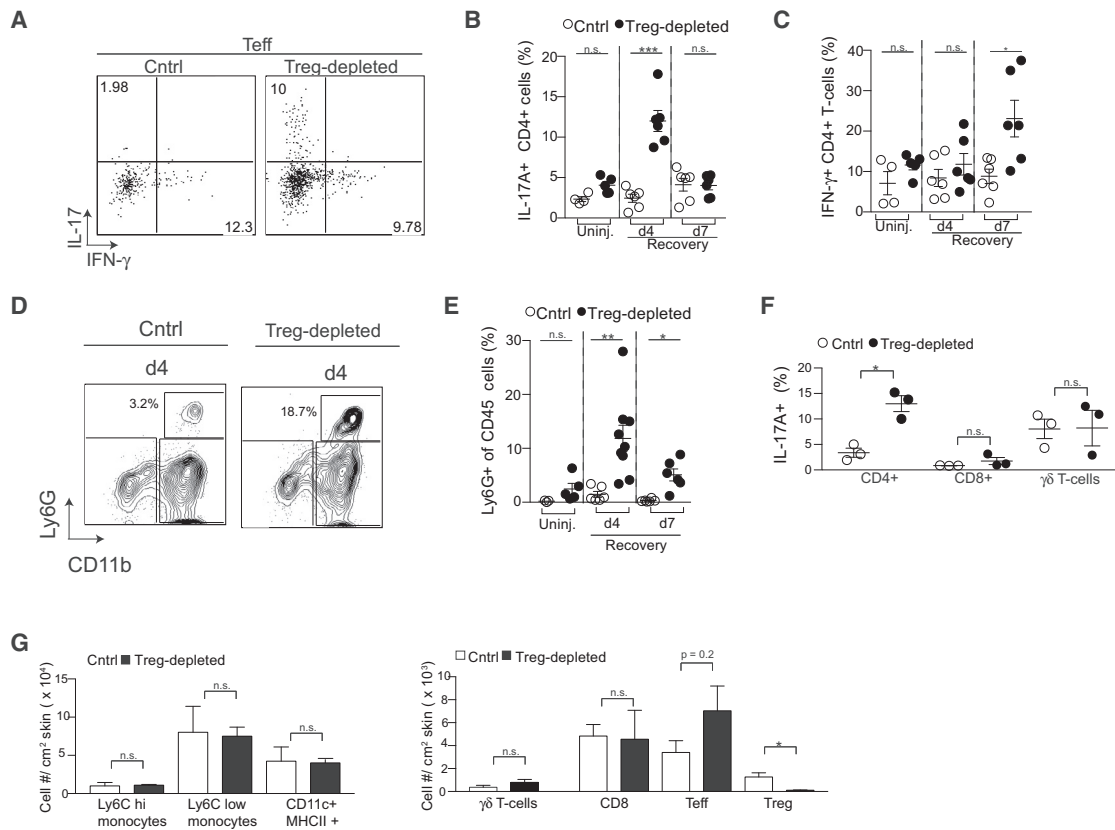 A
Teff
Cntrl
Treg-depleted
1.98
12.3
10
9.78
IL-17
IFN-γ
B
Cntrl
Treg-depleted
IL-17A+ CD4+ cells (%)
20
15
10
5
0
n.s.
***
n.s.
Uninj.
d4
d7
Recovery
C
IFN-γ+ CD4+ T-cells (%)
40
30
20
10
0
n.s.
n.s.
*
Uninj.
d4
d7
Recovery
D
Cntrl
Treg-depleted
d4
d4
3.2%
18.7%
Ly6G
CD11b
E
Cntrl
Treg-depleted
Ly6G+ of CD45 cells (%)
30
20
10
0
n.s.
**
*
Uninj.
d4
d7
Recovery
F
Cntrl
Treg-depleted
IL-17A+ (%)
20
15
10
5
0
*
n.s.
n.s.
CD4+
CD8+
γδ T-cells
G
Cntrl
Treg-depleted
Cell #/ cm² skin ( x 10⁴)
15
10
5
0
n.s.
n.s.
n.s.
Ly6C hi
monocytes
Ly6C low
monocytes
CD11c+
MHCII +
Cntrl
Treg-depleted
Cell #/ cm² skin ( x 10³)
10
8
6
4
2
0
n.s.
n.s.
p = 0.2
*
γδ T-cells
CD8
Teff
Treg